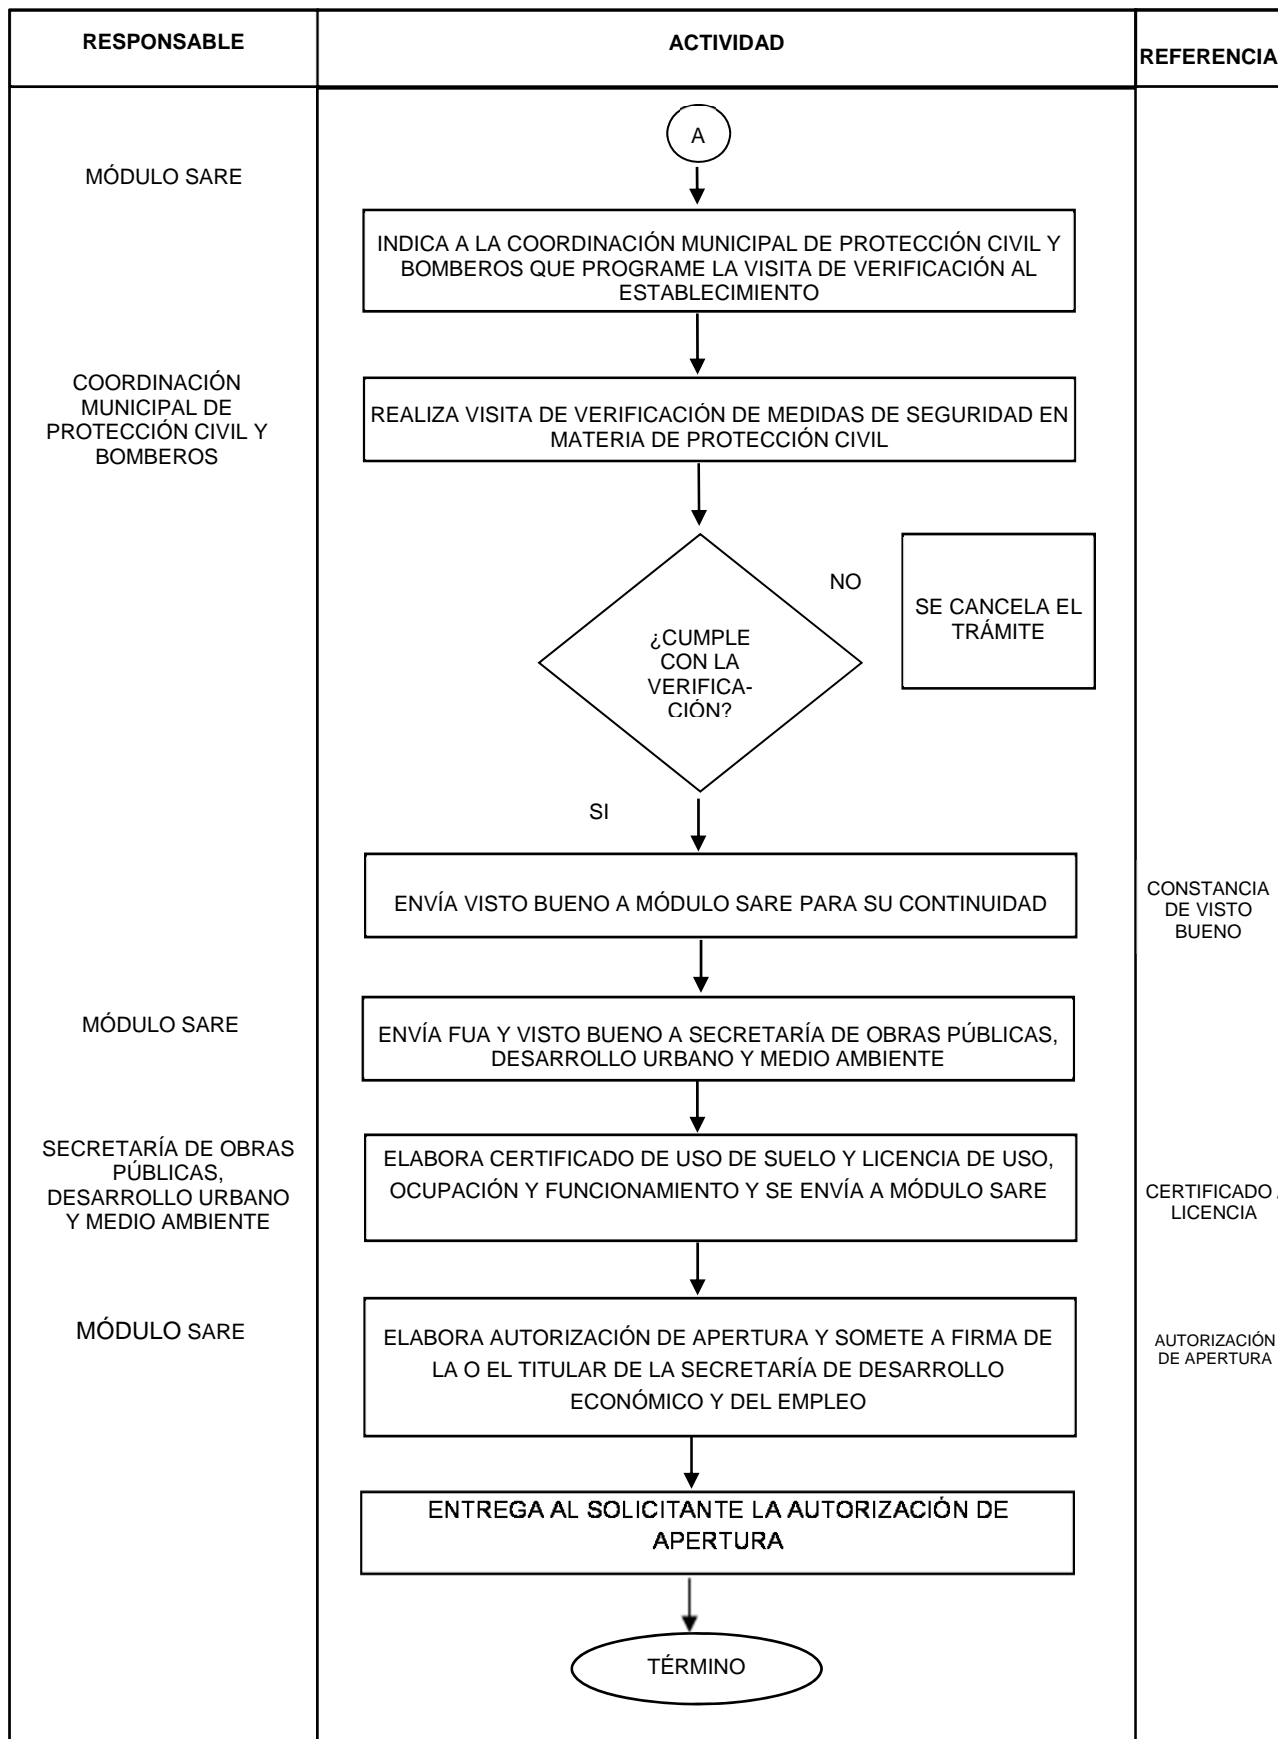 RESPONSABLE
ACTIVIDAD
REFERENCIA
A
MÓDULO SARE
INDICA A LA COORDINACIÓN MUNICIPAL DE PROTECCIÓN CIVIL Y
BOMBEROS QUE PROGRAME LA VISITA DE VERIFICACIÓN AL
ESTABLECIMIENTO
COORDINACIÓN
MUNICIPAL DE
PROTECCIÓN CIVIL Y
BOMBEROS
REALIZA VISITA DE VERIFICACIÓN DE MEDIDAS DE SEGURIDAD EN
MATERIA DE PROTECCIÓN CIVIL
¿CUMPLE
CON LA
VERIFICA-
CIÓN?
NO
SE CANCELA EL
TRÁMITE
SI
ENVÍA VISTO BUENO A MÓDULO SARE PARA SU CONTINUIDAD
CONSTANCIA
DE VISTO
BUENO
MÓDULO SARE
ENVÍA FUA Y VISTO BUENO A SECRETARÍA DE OBRAS PÚBLICAS,
DESARROLLO URBANO Y MEDIO AMBIENTE
SECRETARÍA DE OBRAS
PÚBLICAS,
DESARROLLO URBANO
Y MEDIO AMBIENTE
ELABORA CERTIFICADO DE USO DE SUELO Y LICENCIA DE USO,
OCUPACIÓN Y FUNCIONAMIENTO Y SE ENVÍA A MÓDULO SARE
CERTIFICADO /
LICENCIA
MÓDULO SARE
ELABORA AUTORIZACIÓN DE APERTURA Y SOMETE A FIRMA DE
LA O EL TITULAR DE LA SECRETARÍA DE DESARROLLO
ECONÓMICO Y DEL EMPLEO
AUTORIZACIÓN
DE APERTURA
ENTREGA AL SOLICITANTE LA AUTORIZACIÓN DE
APERTURA
TÉRMINO